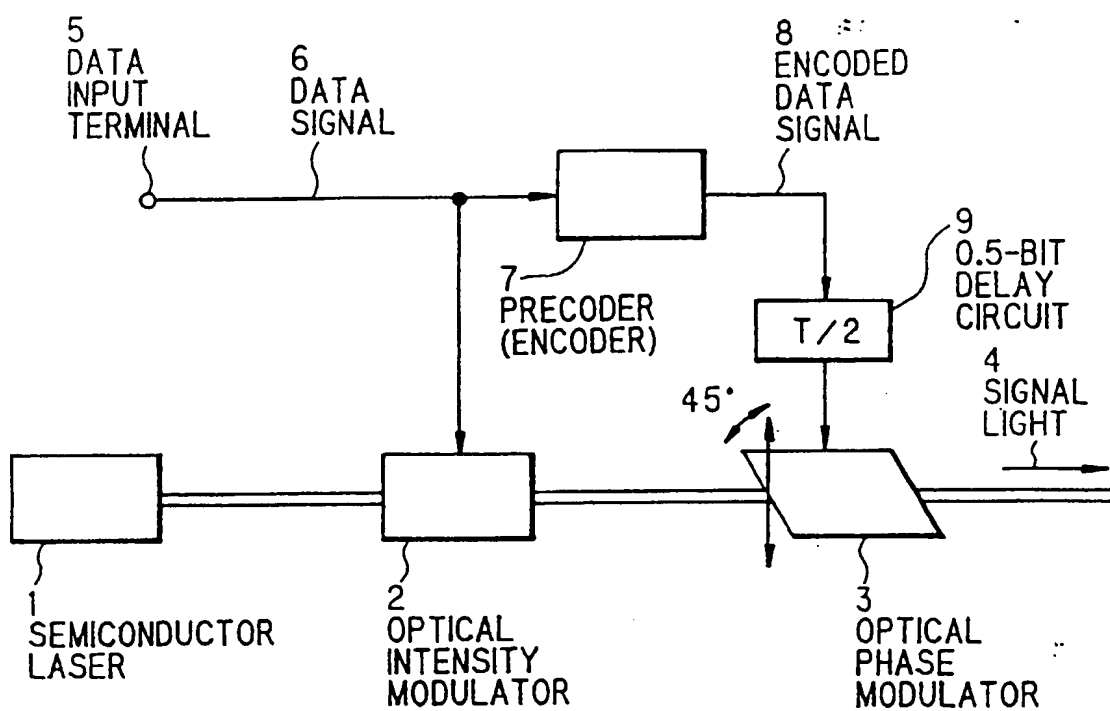 5
DATA
INPUT
TERMINAL
6
DATA
SIGNAL
8
ENCODED
DATA
SIGNAL
7
PRECODER
(ENCODER)
9
0.5-BIT
DELAY
CIRCUIT
T/2
45°
4
SIGNAL
LIGHT
1
SEMICONDUCTOR
LASER
2
OPTICAL
INTENSITY
MODULATOR
3
OPTICAL
PHASE
MODULATOR